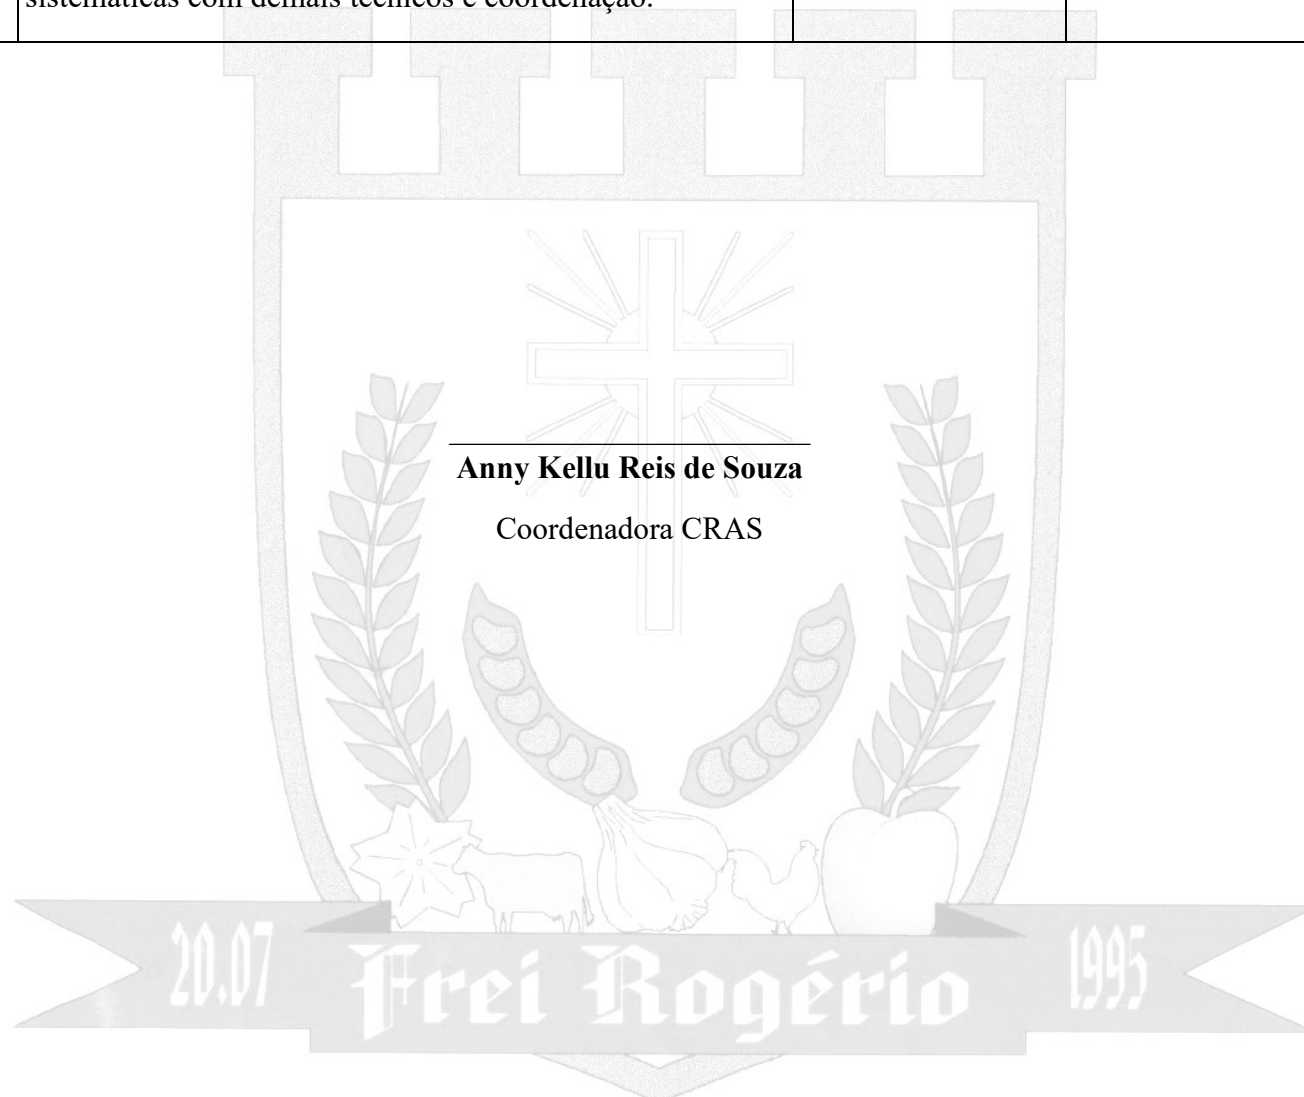 sistemáticas com demais técnicos e coordenação.
Anny Kellu Reis de Souza
Coordenadora CRAS
20.07
Frei Rogério
1995